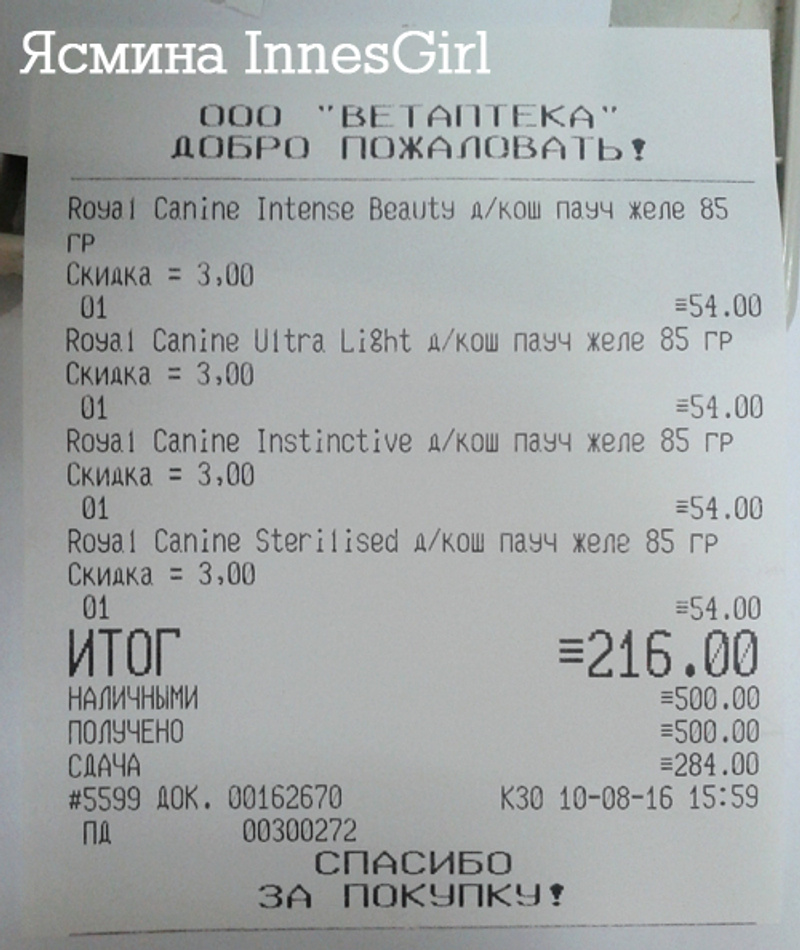 Ясмина InnesGirl
ООО "ВЕТАПТЕКА"
ДОБРО ПОЖАЛОВАТЬ!
Royal Canine Intense Beauty д/кош пауч желе 85
ГР
Скидка = 3,00
01 ≡54.00
Royal Canine Ultra Light д/кош пауч желе 85 ГР
Скидка = 3,00
01 ≡54.00
Royal Canine Instinctive д/кош пауч желе 85 ГР
Скидка = 3,00
01 ≡54.00
Royal Canine Sterilised д/кош пауч желе 85 ГР
Скидка = 3,00
01 ≡54.00
ИТОГ ≡216.00
НАЛИЧНЫМИ ≡500.00
ПОЛУЧЕНО ≡500.00
СДАЧА ≡284.00
#5599 ДОК. 00162670 К30 10-08-16 15:59
ПД 00300272
СПАСИБО
ЗА ПОКУПКУ!